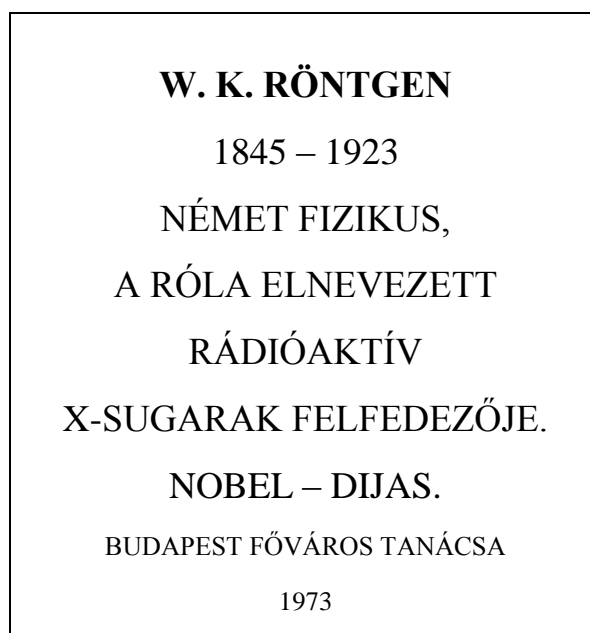 W. K. RÖNTGEN
1845 – 1923
NÉMET FIZIKUS,
A RÓLA ELNEVEZETT
RÁDIÓAKTÍV
X-SUGARAK FELFEDEZŐJE.
NOBEL – DIJAS.
BUDAPEST FŐVÁROS TANÁCSA
1973